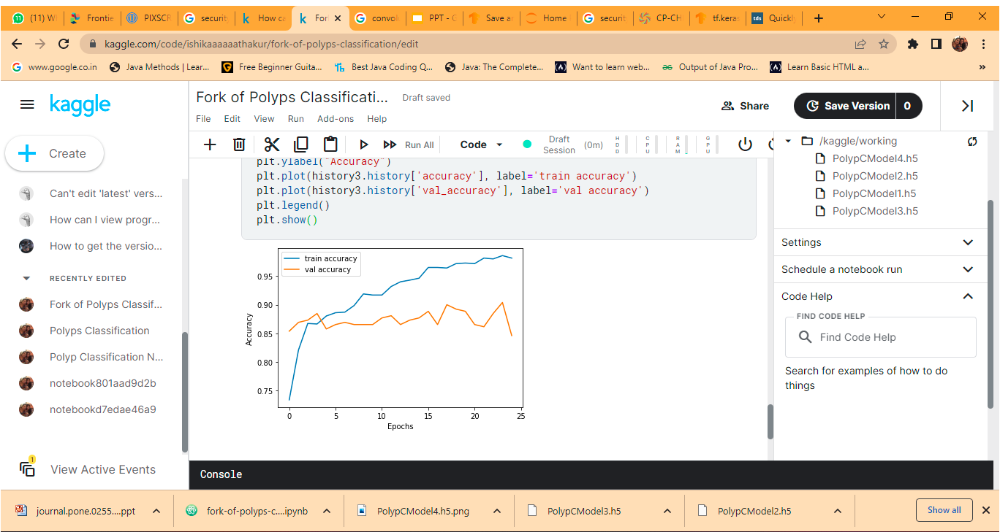 (11) W
Frontie
PIXSCR
security
How ca
For
convol
PPT - G
Save ar
Home
securit
CP-CH
tf.keras
tds Quickly
kaggle.com/code/ishikaaaaaathakur/fork-of-polyps-classification/edit
www.google.co.in
Java Methods | Lear...
Free Beginner Guita...
Best Java Coding Q...
Java: The Complete...
Want to learn web...
Output of Java Pro...
Learn Basic HTML a...
kaggle
Create
Can't edit 'latest' vers...
How can I view progr...
How to get the versio...
RECENTLY EDITED
Fork of Polyps Classif...
Polyps Classification
Polyp Classification N...
notebook801aad9d2b
notebookd7edae46a9
1
View Active Events
Fork of Polyps Classificati...
Draft saved
File Edit View Run Add-ons Help
Share
Save Version 0
Run All
Code
Draft Session (0m)
HDD
CPU
RAM
GPU
plt.ylabel("Accuracy")
plt.plot(history3.history['accuracy'], label='train accuracy')
plt.plot(history3.history['val_accuracy'], label='val accuracy')
plt.legend()
plt.show()
train accuracy
val accuracy
0.95
0.90
0.85
0.80
0.75
Accuracy
0 5 10 15 20 25
Epochs
/kaggle/working
PolypCModel4.h5
PolypCModel2.h5
PolypCModel1.h5
PolypCModel3.h5
Settings
Schedule a notebook run
Code Help
FIND CODE HELP
Find Code Help
Search for examples of how to do
things
Console
journal.pone.0255....ppt
fork-of-polyps-c....ipynb
PolypCModel4.h5.png
PolypCModel3.h5
PolypCModel2.h5
Show all